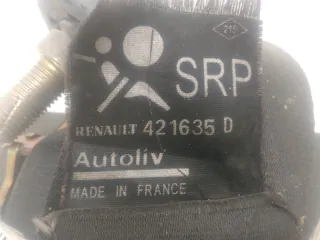 SRP
RENAULT 421635 D
Autoliv
MADE IN FRANCE